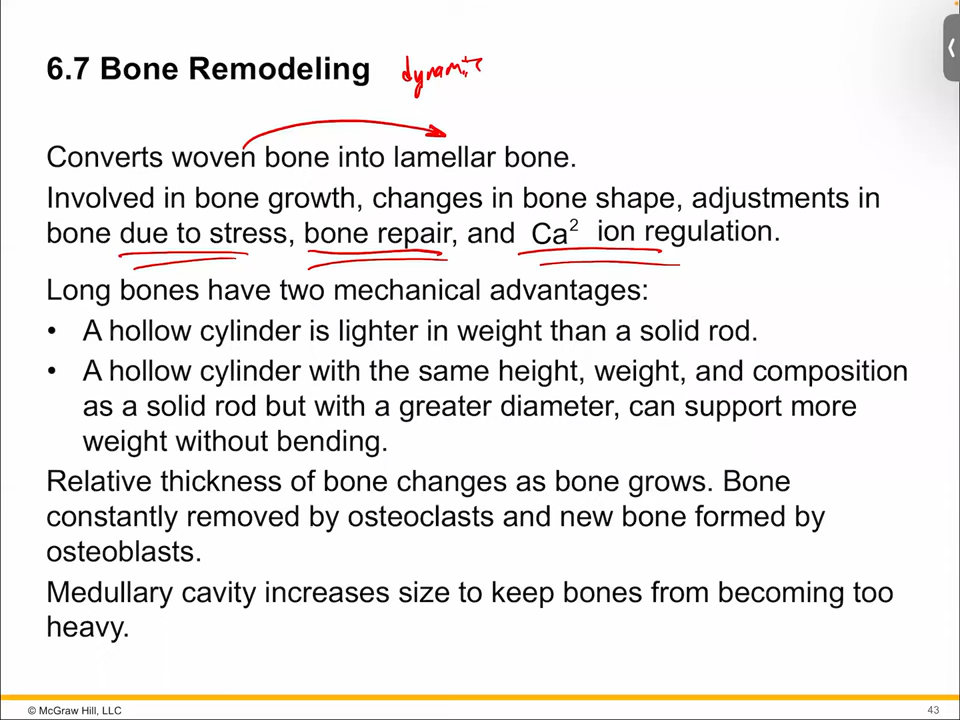 6.7 Bone Remodeling dynamic
Converts woven bone into lamellar bone.
Involved in bone growth, changes in bone shape, adjustments in
bone due to stress, bone repair, and Ca² ion regulation.
Long bones have two mechanical advantages:
• A hollow cylinder is lighter in weight than a solid rod.
• A hollow cylinder with the same height, weight, and composition
as a solid rod but with a greater diameter, can support more
weight without bending.
Relative thickness of bone changes as bone grows. Bone
constantly removed by osteoclasts and new bone formed by
osteoblasts.
Medullary cavity increases size to keep bones from becoming too
heavy.
© McGraw Hill, LLC
43